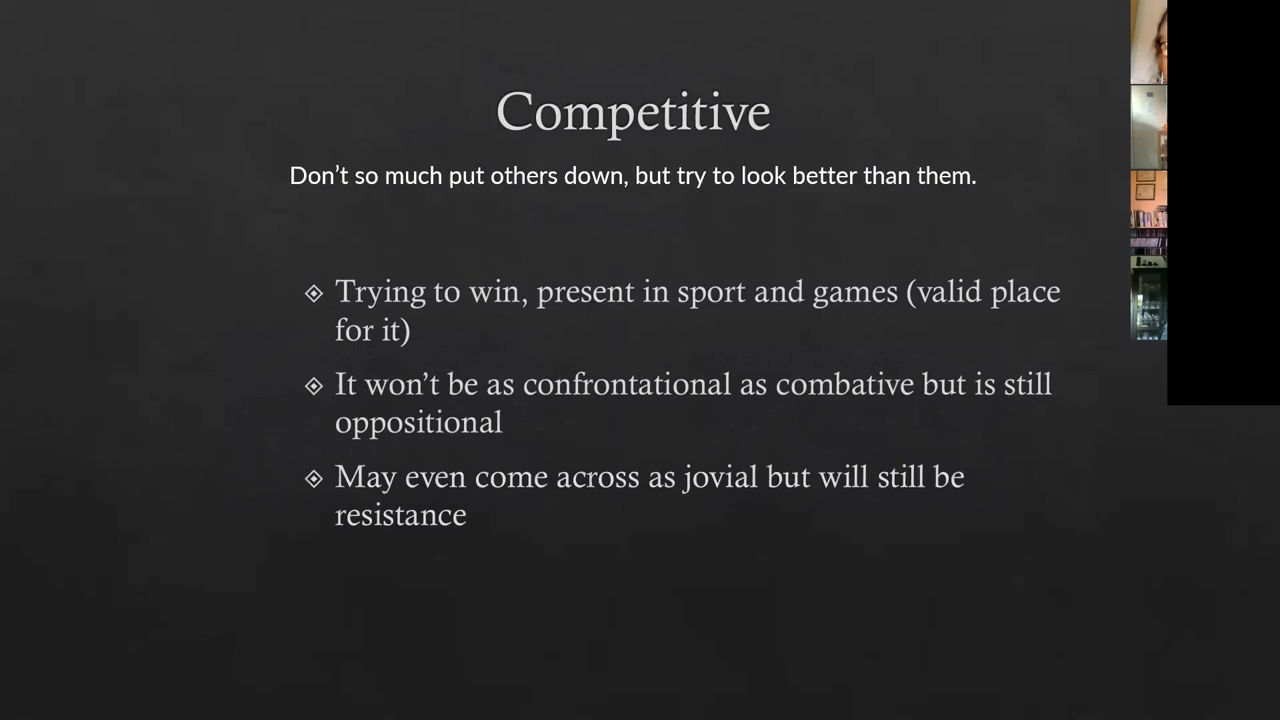 Competitive
Don't so much put others down, but try to look better than them.
Trying to win, present in sport and games (valid place
for it)
It won't be as confrontational as combative but is still
oppositional
May even come across as jovial but will still be
resistance